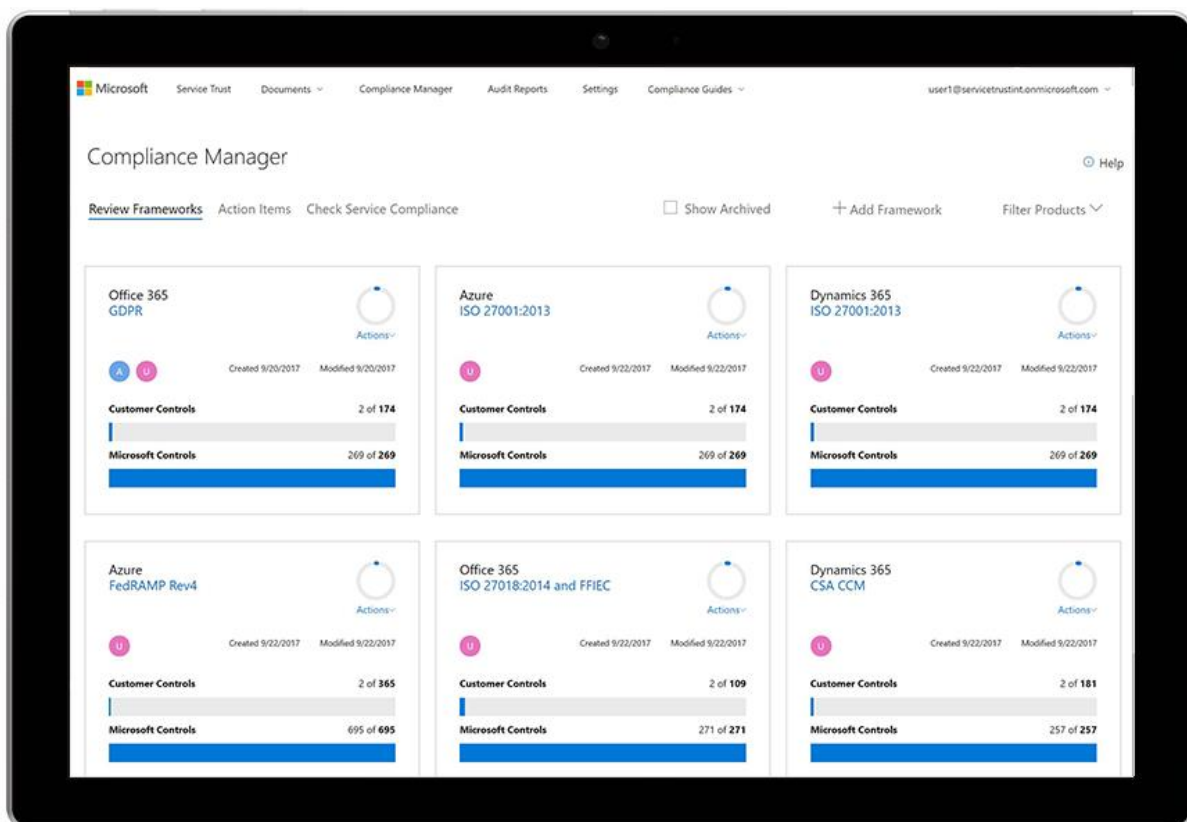 Microsoft Service Trust Documents Compliance Manager Audit Reports Settings Compliance Guides user1@servicetrustint.onmicrosoft.com
Compliance Manager
Help
Review Frameworks Action Items Check Service Compliance Show Archived + Add Framework Filter Products
Office 365
GDPR
Actions
A U Created 9/20/2017 Modified 9/20/2017
Customer Controls 2 of 174
Microsoft Controls 269 of 269
Azure
ISO 27001:2013
Actions
U Created 9/22/2017 Modified 9/22/2017
Customer Controls 2 of 174
Microsoft Controls 269 of 269
Dynamics 365
ISO 27001:2013
Actions
U Created 9/22/2017 Modified 9/22/2017
Customer Controls 2 of 174
Microsoft Controls 269 of 269
Azure
FedRAMP Rev4
Actions
U Created 9/22/2017 Modified 9/22/2017
Customer Controls 2 of 365
Microsoft Controls 695 of 695
Office 365
ISO 27018:2014 and FFIEC
Actions
U Created 9/22/2017 Modified 9/22/2017
Customer Controls 2 of 109
Microsoft Controls 271 of 271
Dynamics 365
CSA CCM
Actions
U Created 9/22/2017 Modified 9/22/2017
Customer Controls 2 of 181
Microsoft Controls 257 of 257